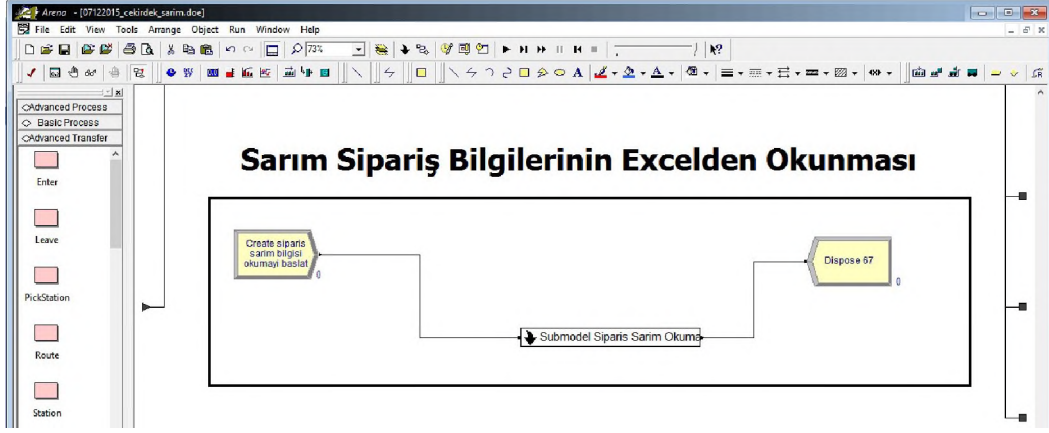 Arena - [07122015_cekirdek_sarim.doe]
File Edit View Tools Arrange Object Run Window Help
73%
Advanced Process
Basic Process
Advanced Transfer
Enter
Leave
PickStation
Route
Station
Sarım Sipariş Bilgilerinin Excelden Okunması
Create siparis
sarim bilgisi
okumayi baslat
0
Submodel Siparis Sarim Okuma
Dispose 67
0